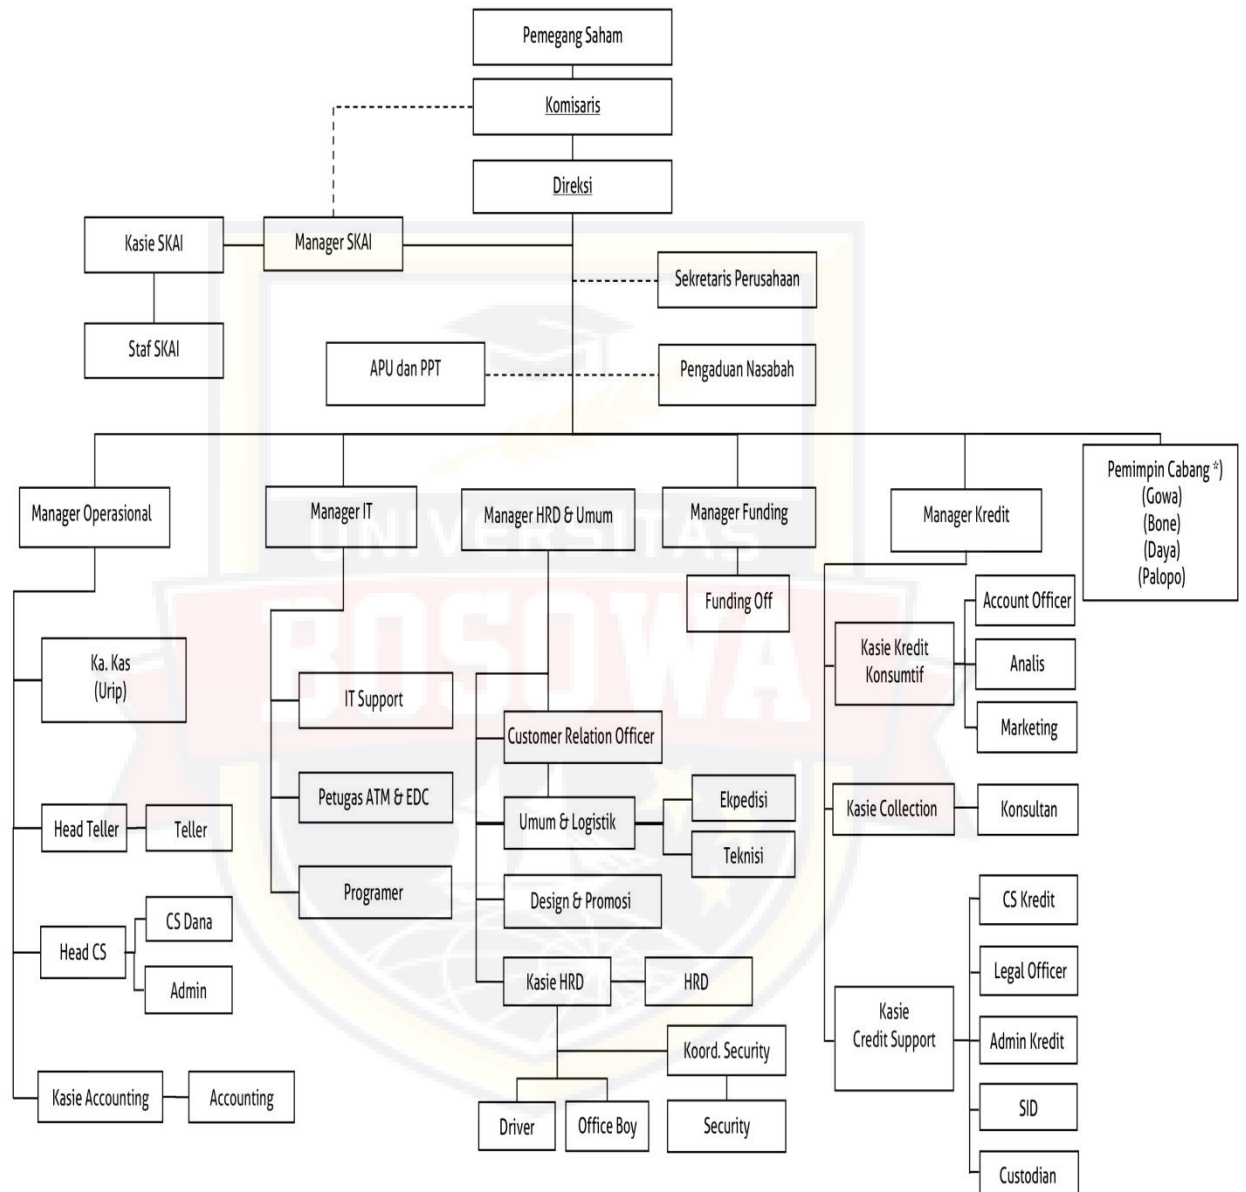 Pemegang Saham
Komisaris
Direksi
Kasie SKAI
Manager SKAI
Sekretaris Perusahaan
Staf SKAI
APU dan PPT
Pengaduan Nasabah
Manager Operasional
Manager IT
Manager HRD & Umum
Manager Funding
Manager Kredit
Pemimpin Cabang *)
(Gowa)
(Bone)
(Daya)
(Palopo)
UNIVERSITAS
BOSOWA
Ka. Kas
(Urip)
Head Teller
Teller
Head CS
CS Dana
Admin
Kasie Accounting
Accounting
IT Support
Petugas ATM & EDC
Programer
Customer Relation Officer
Umum & Logistik
Ekpedisi
Teknisi
Design & Promosi
Kasie HRD
HRD
Koord. Security
Driver
Office Boy
Security
Funding Off
Kasie Kredit
Konsumtif
Account Officer
Analis
Marketing
Kasie Collection
Konsultan
Kasie
Credit Support
CS Kredit
Legal Officer
Admin Kredit
SID
Custodian